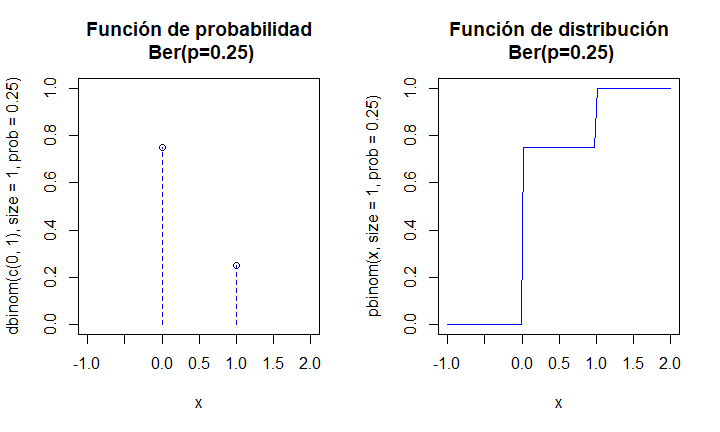 Función de probabilidad
Ber(p=0.25)
dbinom(c(0, 1), size = 1, prob = 0.25)
1.0
0.8
0.6
0.4
0.2
0.0
-1.0 0.0 0.5 1.0 1.5 2.0
x
Función de distribución
Ber(p=0.25)
pbinom(x, size = 1, prob = 0.25)
1.0
0.8
0.6
0.4
0.2
0.0
-1.0 0.0 0.5 1.0 1.5 2.0
x